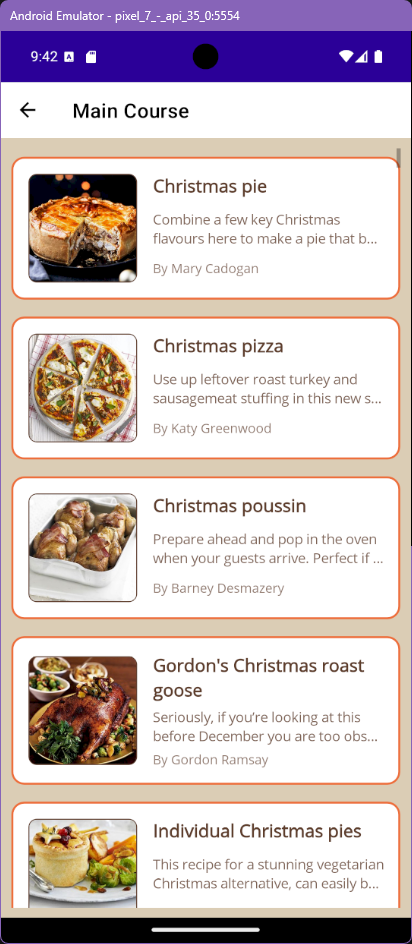 Android Emulator - pixel_7_-_api_35_0:5554
9:42
Main Course
Christmas pie
Combine a few key Christmas
flavours here to make a pie that b...
By Mary Cadogan
Christmas pizza
Use up leftover roast turkey and
sausagemeat stuffing in this new s...
By Katy Greenwood
Christmas poussin
Prepare ahead and pop in the oven
when your guests arrive. Perfect if ...
By Barney Desmazery
Gordon's Christmas roast
goose
Seriously, if you’re looking at this
before December you are too obs...
By Gordon Ramsay
Individual Christmas pies
This recipe for a stunning vegetarian
Christmas alternative, can easily b...